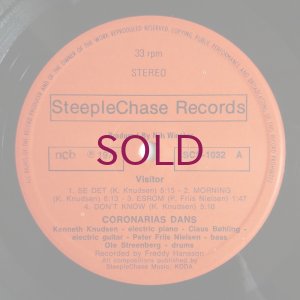 33 rpm
STEREO
SteepleChase Records
SOLD
ncb
SCS-1032 A
Visitor
1. SE DET (K. Knudsen) 5:15 - 2. MORNING
(K. Knudsen) 6.13 - 3. ESROM (K. Friis Nielsen) 1:47
4. DON'T KNOW (K. Knudsen) 5.10
CORONARIAS DANS
Kenneth Knudsen - electric piano - Claus Bøhling -
electric guitar - Peter Friis Nielsen - bass
Ole Streenberg - drums
Recorded by Freddy Hansson
All compositions published by
SteepleChase Music, KODA